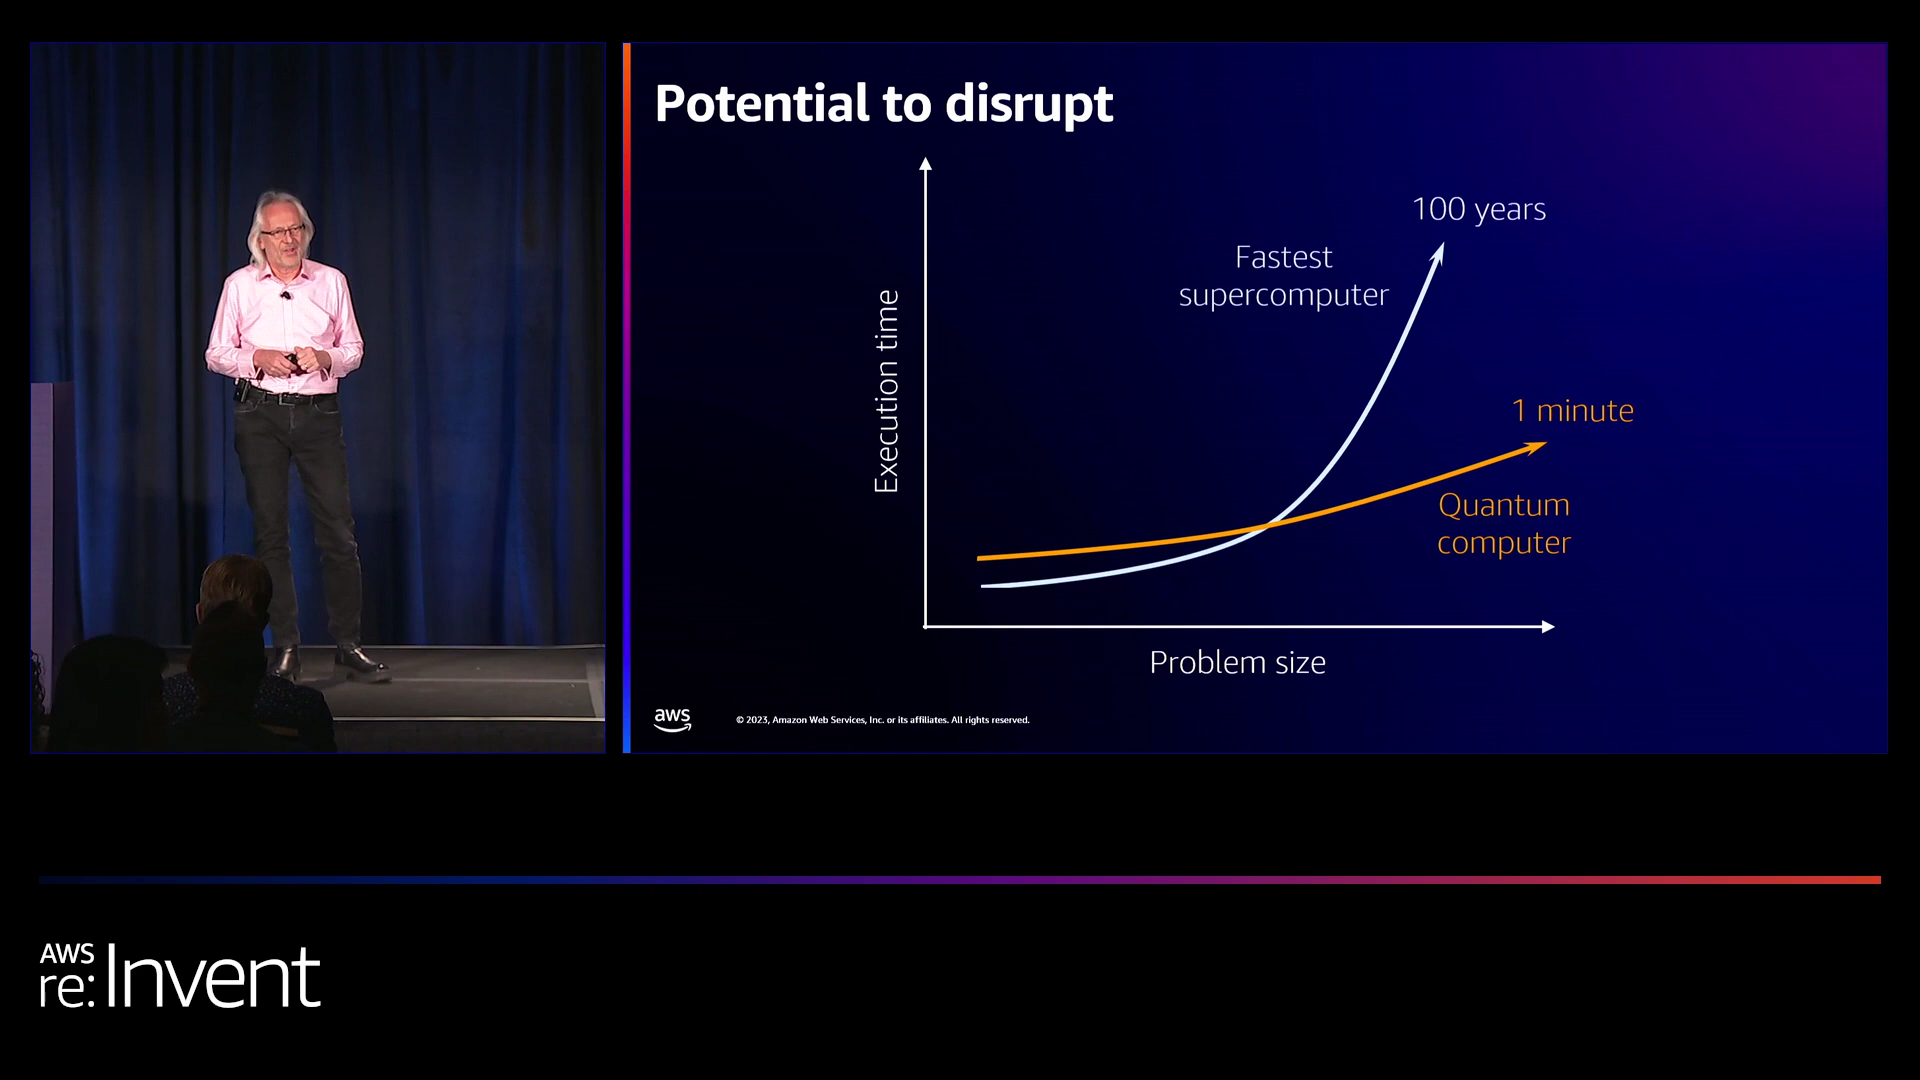 Potential to disrupt
100 years
Fastest
supercomputer
Execution time
1 minute
Quantum
computer
Problem size
aws
© 2023, Amazon Web Services, Inc. or its affiliates. All rights reserved.
AWS
re:Invent